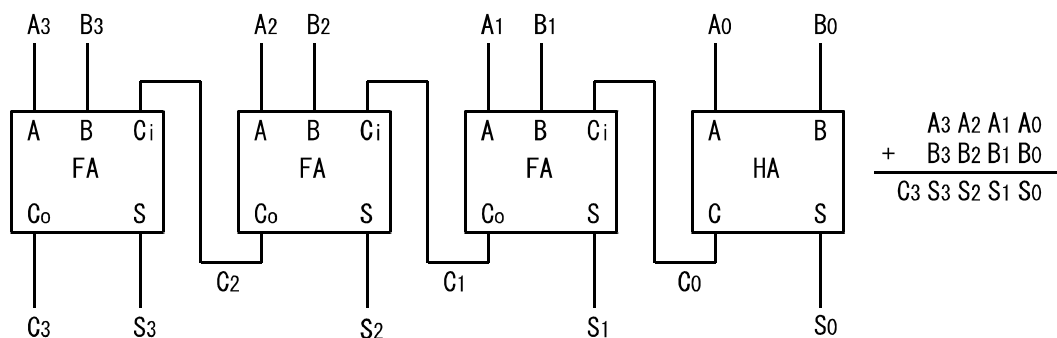 A3 B3 A2 B2 A1 B1 A0 B0
A B Ci A B Ci A B Ci A B
FA FA FA HA
Co S Co S Co S C S
C2 C1 C0
C3 S3 S2 S1 S0
A3 A2 A1 A0
+ B3 B2 B1 B0
C3 S3 S2 S1 S0